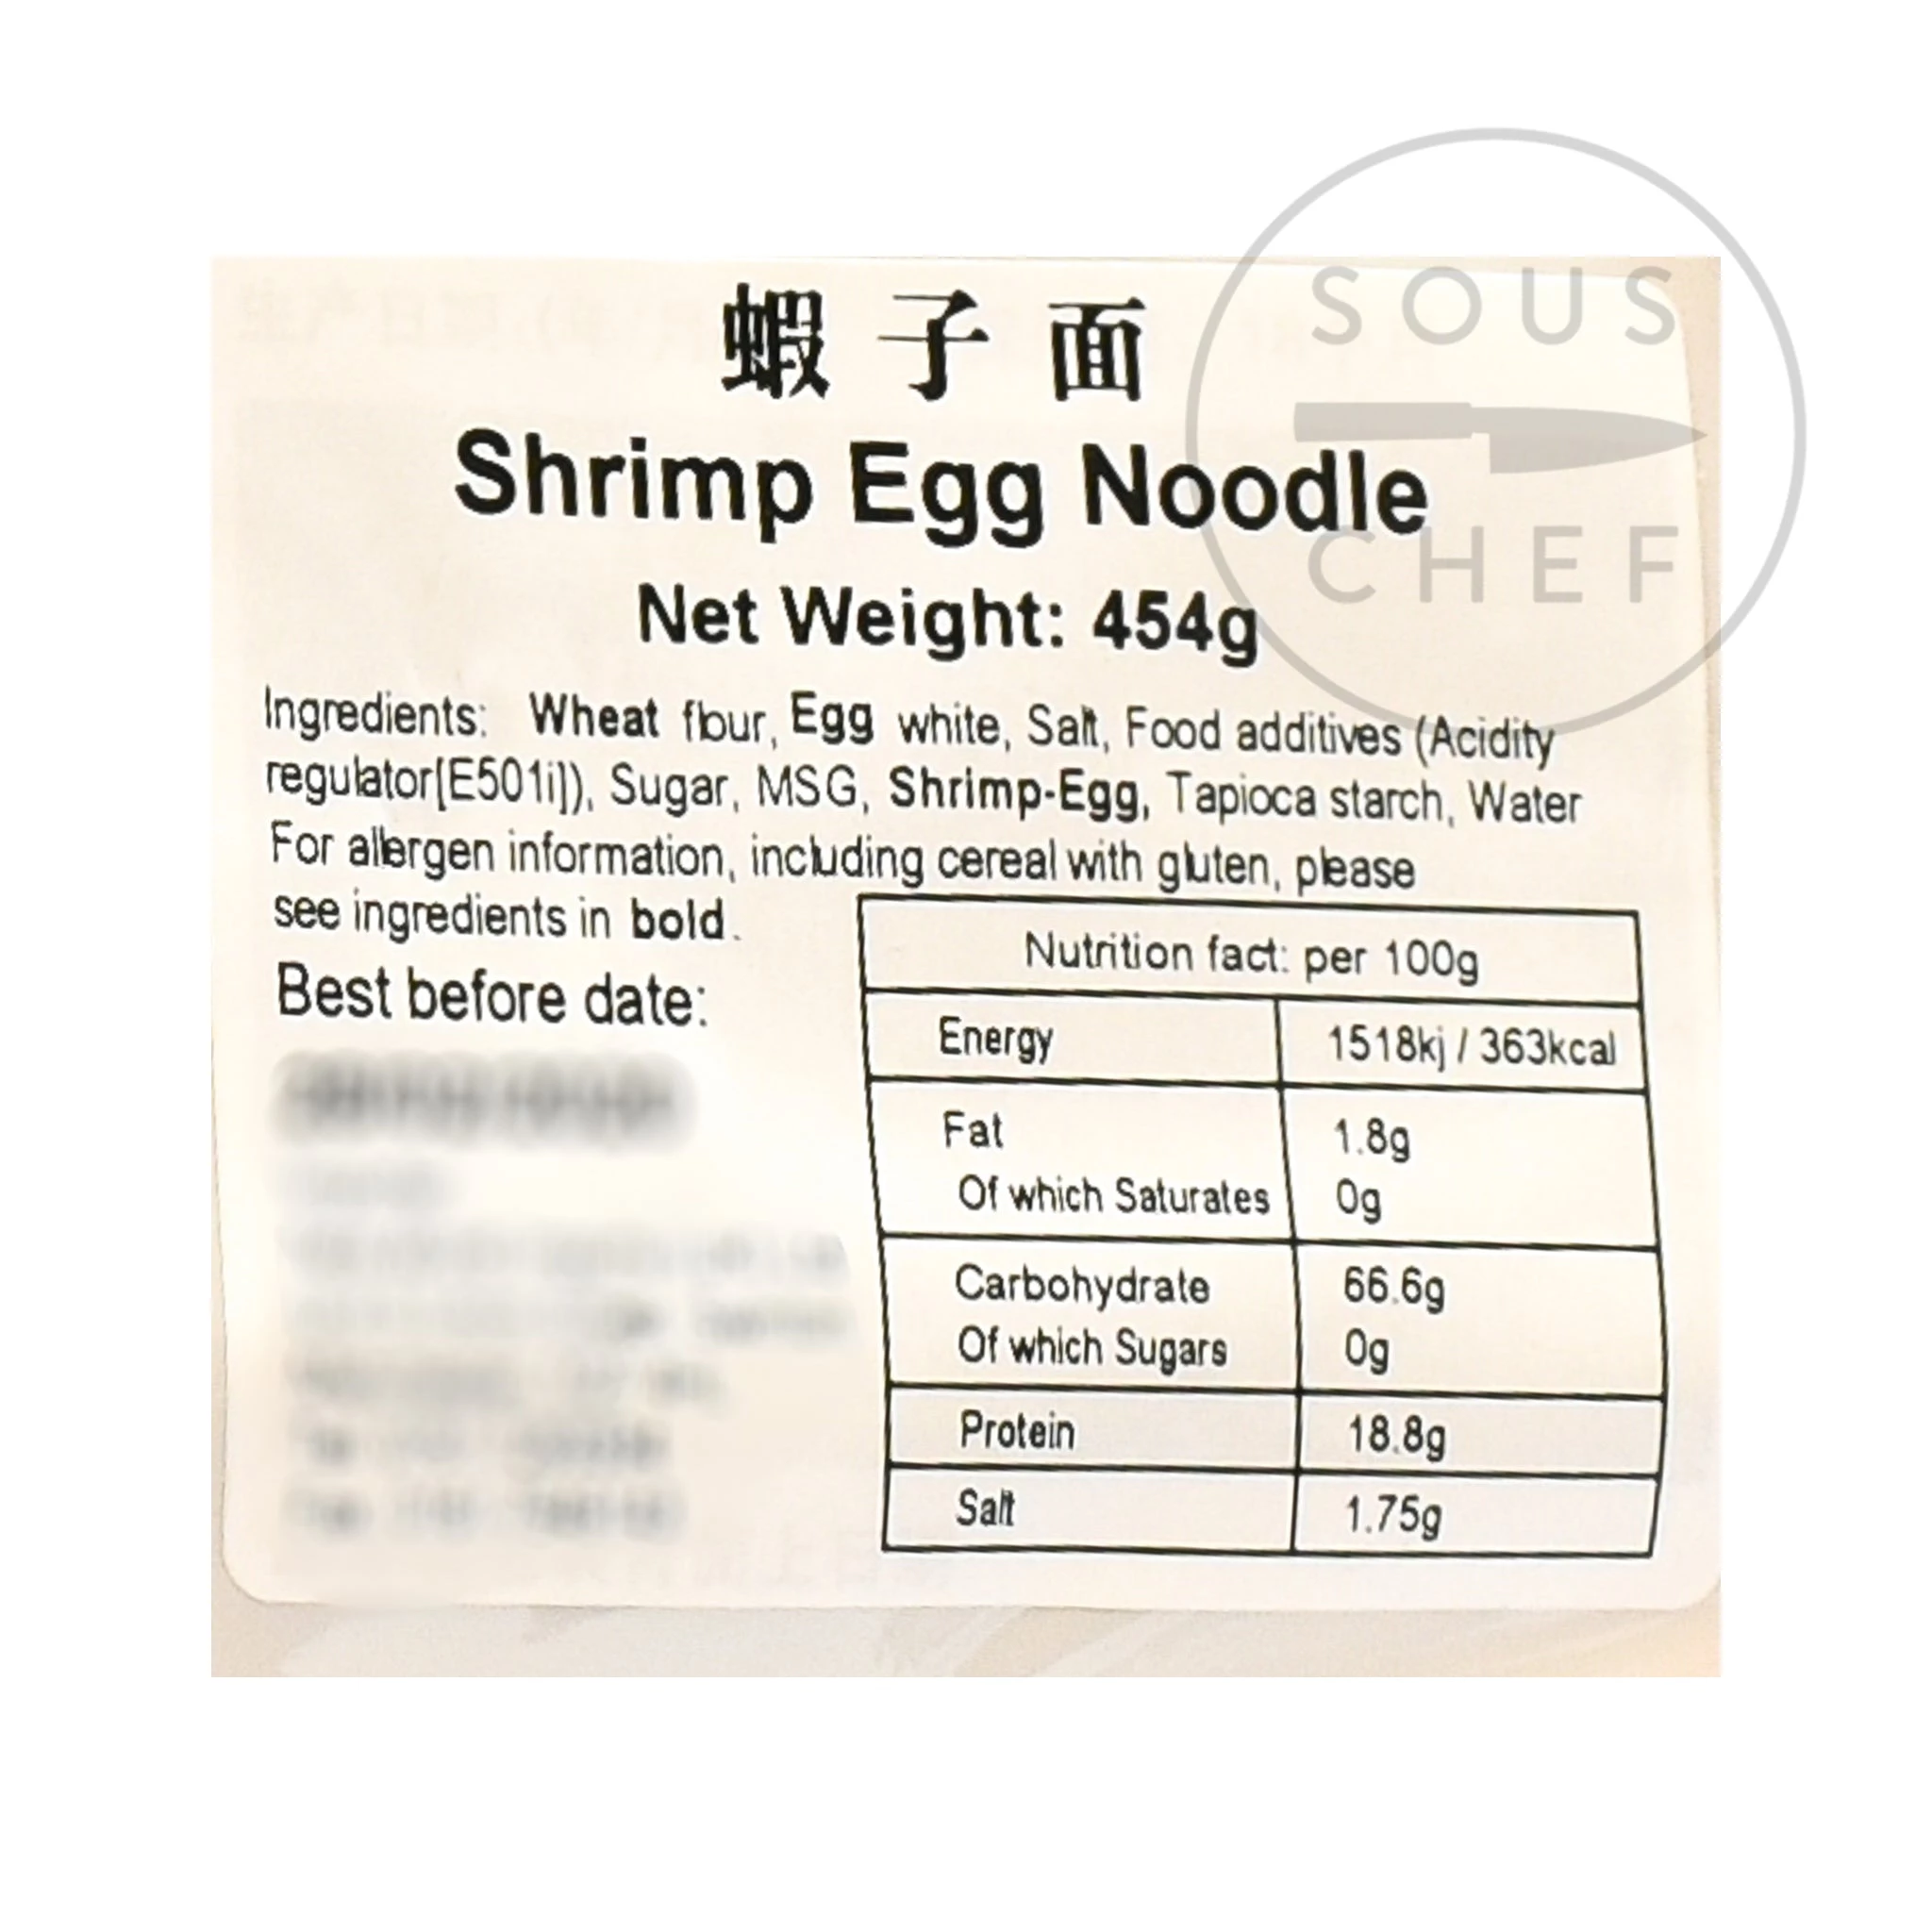 蝦子面
Shrimp Egg Noodle
Net Weight: 454g
Ingredients: Wheat flour, Egg white, Salt, Food additives (Acidity
regulator[E501i]), Sugar, MSG, Shrimp-Egg, Tapioca starch, Water
For allergen information, including cereal with gluten, please
see ingredients in bold.
Best before date:
Nutrition fact: per 100g
Energy 1518kj / 363kcal
Fat 1.8g
Of which Saturates 0g
Carbohydrate 66.6g
Of which Sugars 0g
Protein 18.8g
Salt 1.75g
SOUS
CHEF